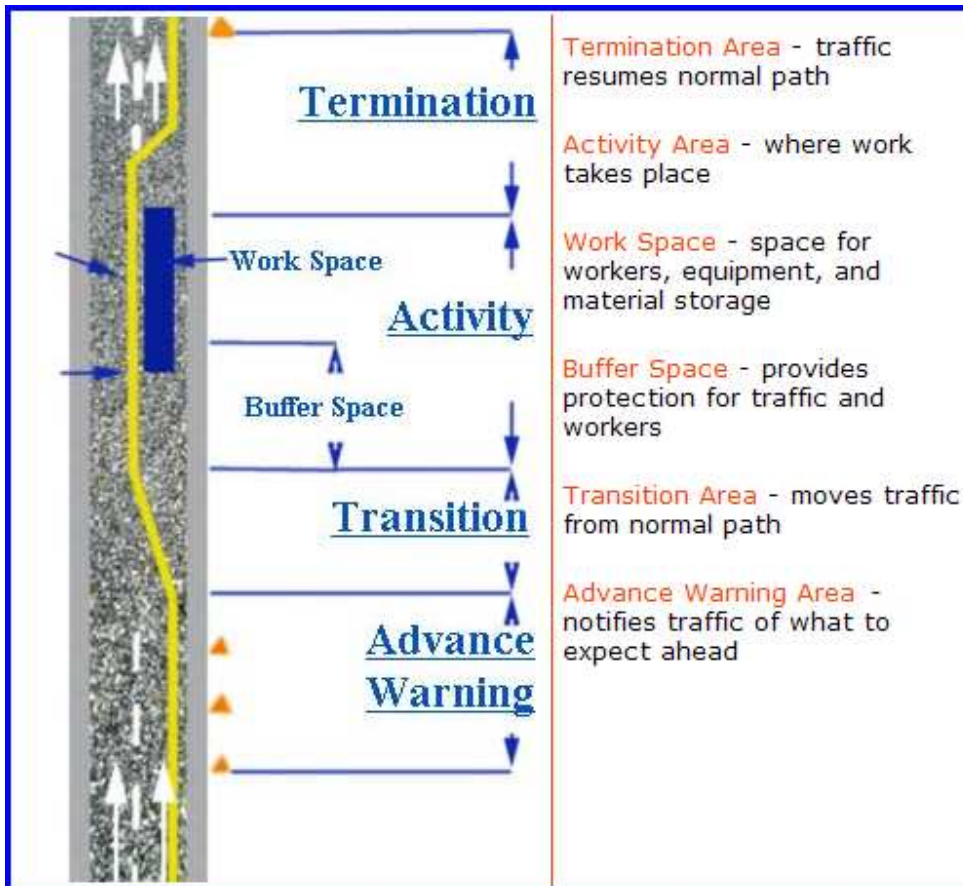 Termination
Work Space
Activity
Buffer Space
Transition
Advance
Warning
Termination Area - traffic
resumes normal path
Activity Area - where work
takes place
Work Space - space for
workers, equipment, and
material storage
Buffer Space - provides
protection for traffic and
workers
Transition Area - moves traffic
from normal path
Advance Warning Area -
notifies traffic of what to
expect ahead